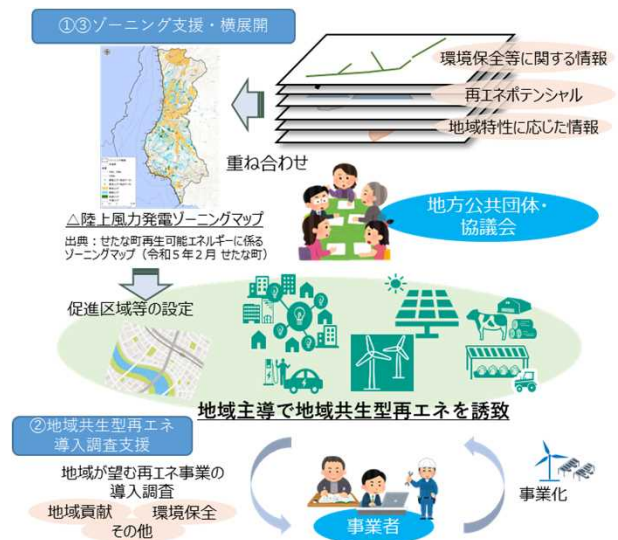 ①③ゾーニング支援・横展開
環境保全等に関する情報
再エネポテンシャル
地域特性に応じた情報
重ね合わせ
△陸上風力発電ゾーニングマップ
出典：せたな町再生可能エネルギーに係る
ゾーニングマップ（令和５年２月 せたな町）
地方公共団体・
協議会
促進区域等の設定
地域主導で地域共生型再エネを誘致
②地域共生型再エネ
導入調査支援
地域が望む再エネ事業の
導入調査
地域貢献
環境保全
その他
事業者
事業化